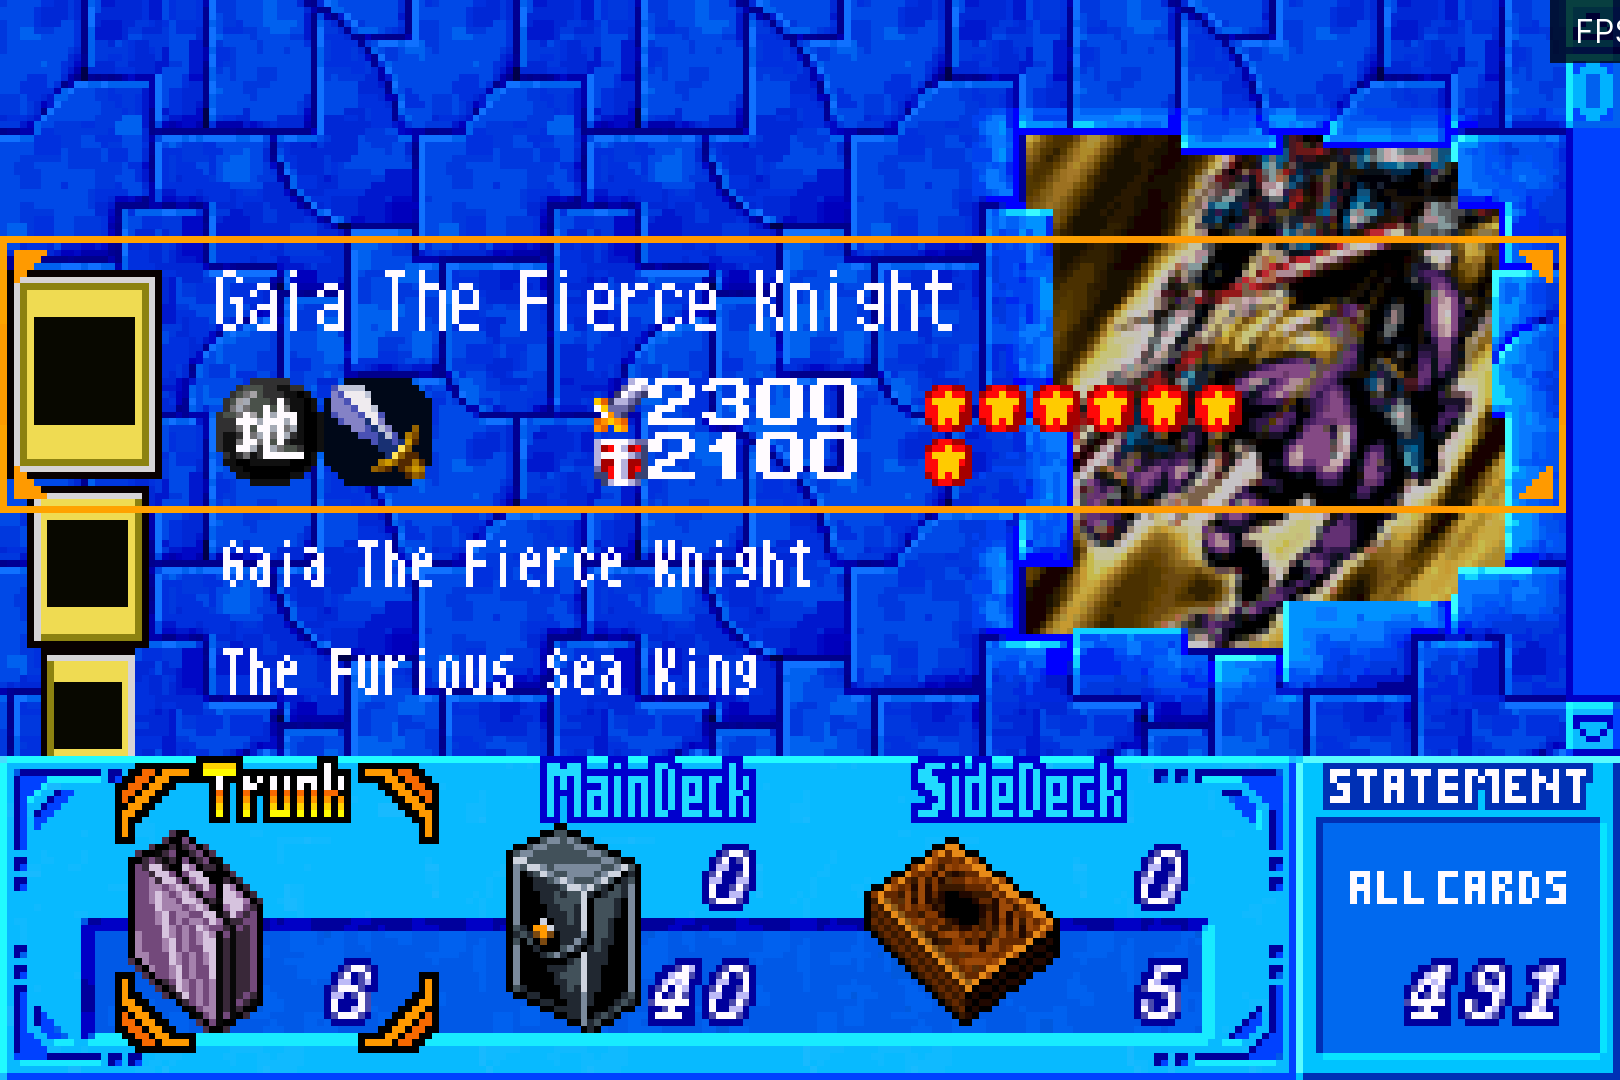 FPS
0
Gaia The Fierce Knight
地
2300
2100
Gaia The Fierce Knight
The Furious Sea King
Trunk
MainDeck
SideDeck
STATEMENT
0
0
ALL CARDS
6
40
5
491